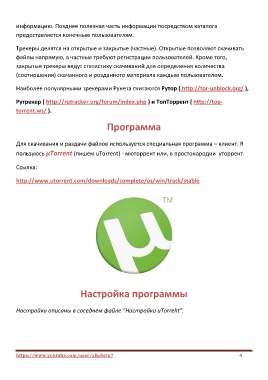 информацию. Позднее полезная часть информации посредством каталога
предоставляется конечным пользователям.
Трекеры делятся на открытые и закрытые (частные). Открытые позволяют скачивать
файлы напрямую, а частные требуют регистрации пользователей. Кроме того,
закрытые трекеры ведут статистику скачиваний для определения количества
(соотношения) скачанного и розданного материала каждым пользователем.
Наиболее популярными трекерами Рунета считаются Рутор ( http://tor-unblock.org/ ),
Рутрекер ( http://rutracker.org/forum/index.php ) и ТопТоррент ( http://top-
torrent.ws/ ).
Программа
Для скачивания и раздачи файлов используется специальная программа – клиент. Я
пользуюсь μTorrent (пишем uTorrent) - мюторрент или, в простонародии уторрент.
Ссылка:
http://www.utorrent.com/downloads/complete/os/win/track/stable
TM
µ
Настройка программы
Настройки описаны в соседнем файле "Настройки uTorreht".
https://www.youtube.com/user/allwhite7 4